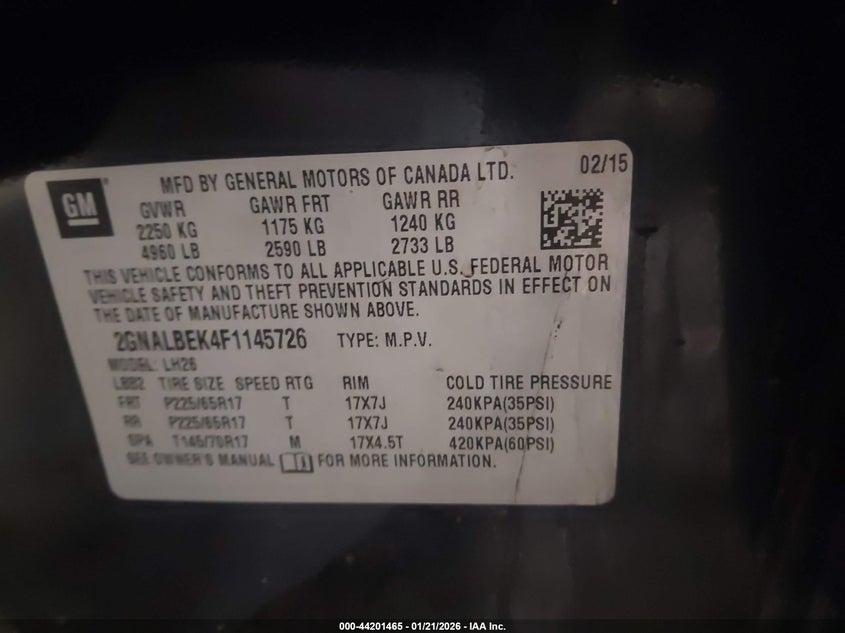 GM
MFD BY GENERAL MOTORS OF CANADA LTD. 02/15
GVWR GAWR FRT GAWR RR
2250 KG 1175 KG 1240 KG
4960 LB 2590 LB 2733 LB
THIS VEHICLE CONFORMS TO ALL APPLICABLE U.S. FEDERAL MOTOR
VEHICLE SAFETY AND THEFT PREVENTION STANDARDS IN EFFECT ON
THE DATE OF MANUFACTURE SHOWN ABOVE.
2GNALBEK4F1145726 TYPE: M.P.V.
MODEL: LH26
LBB2 TIRE SIZE SPEED RTG RIM COLD TIRE PRESSURE
FRT P225/65R17 T 17X7J 240KPA(35PSI)
RR P225/65R17 T 17X7J 240KPA(35PSI)
SPA T145/70R17 M 17X4.5T 420KPA(60PSI)
SEE OWNER'S MANUAL FOR MORE INFORMATION.
000-44201465 - 01/21/2026 - IAA Inc.